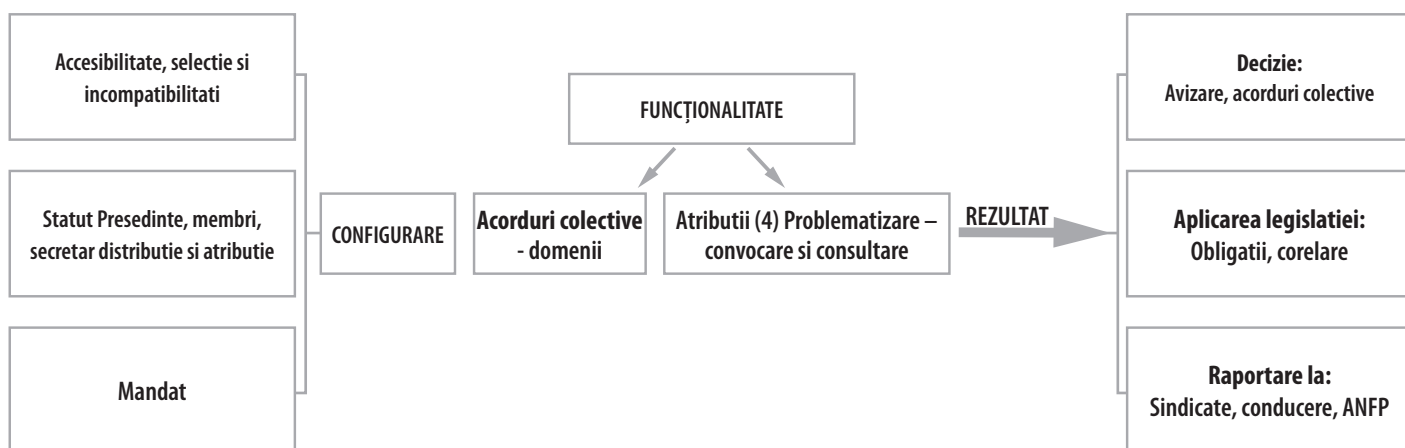 Accesibilitate, selectie si
incompatibilitati
Statut Presedinte, membri,
secretar distributie si atributie
Mandat
CONFIGURARE
FUNCȚIONALITATE
Acorduri colective
- domenii
Atributii (4) Problematizare –
convocare si consultare
REZULTAT
Decizie:
Avizare, acorduri colective
Aplicarea legislatiei:
Obligatii, corelare
Raportare la:
Sindicate, conducere, ANFP